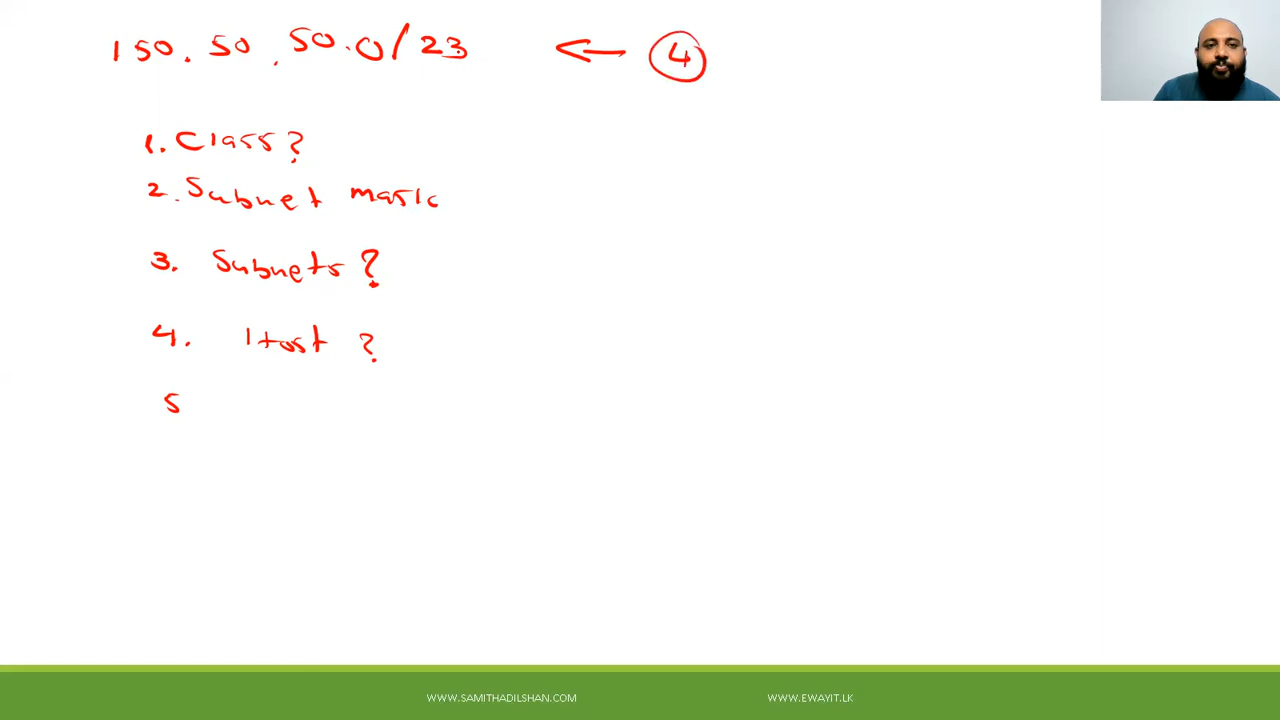 150.50.50.0/23 ← 4
1. Class?
2. Subnet mask
3. Subnets?
4. Host?
5
WWW.SAMITHADILSHAN.COM WWW.EWAYIT.LK